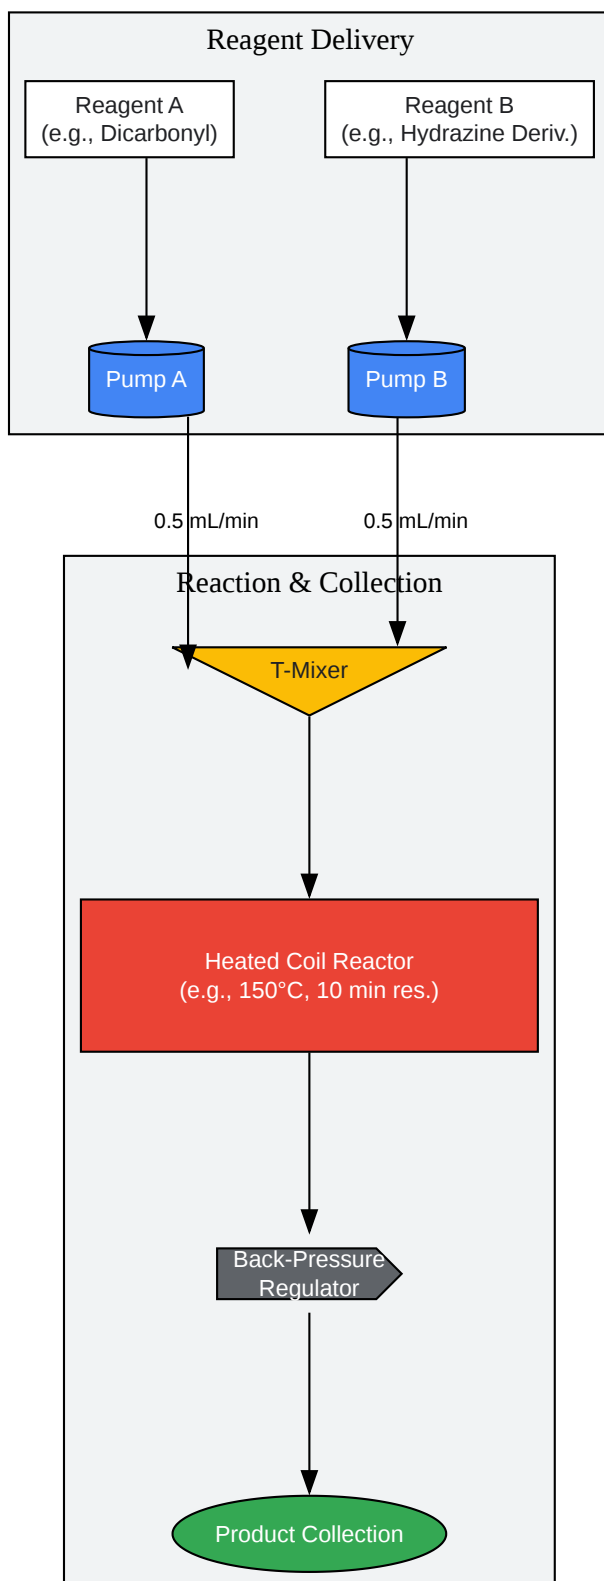 Reagent Delivery
Reagent A
(e.g., Dicarbonyl)
Reagent B
(e.g., Hydrazine Deriv.)
Pump A
Pump B
0.5 mL/min
0.5 mL/min
Reaction & Collection
T-Mixer
Heated Coil Reactor
(e.g., 150°C, 10 min res.)
Back-Pressure
Regulator
Product Collection